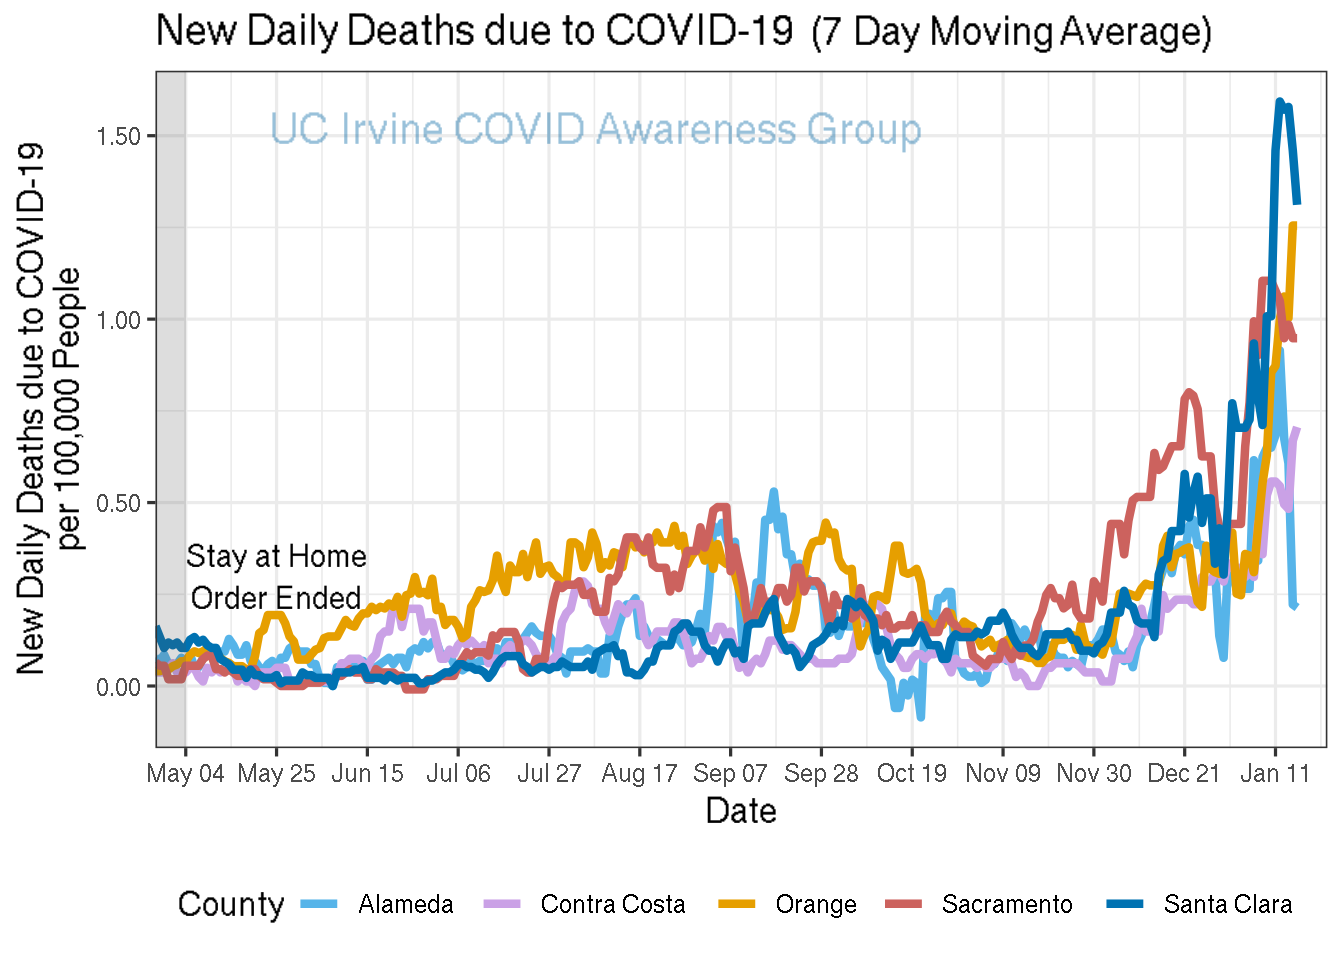 New Daily Deaths due to COVID-19 (7 Day Moving Average)
UC Irvine COVID Awareness Group
New Daily Deaths due to COVID-19
per 100,000 People
1.50
1.00
0.50
0.00
Stay at Home
Order Ended
May 04 May 25 Jun 15 Jul 06 Jul 27 Aug 17 Sep 07 Sep 28 Oct 19 Nov 09 Nov 30 Dec 21 Jan 11
Date
County Alameda Contra Costa Orange Sacramento Santa Clara